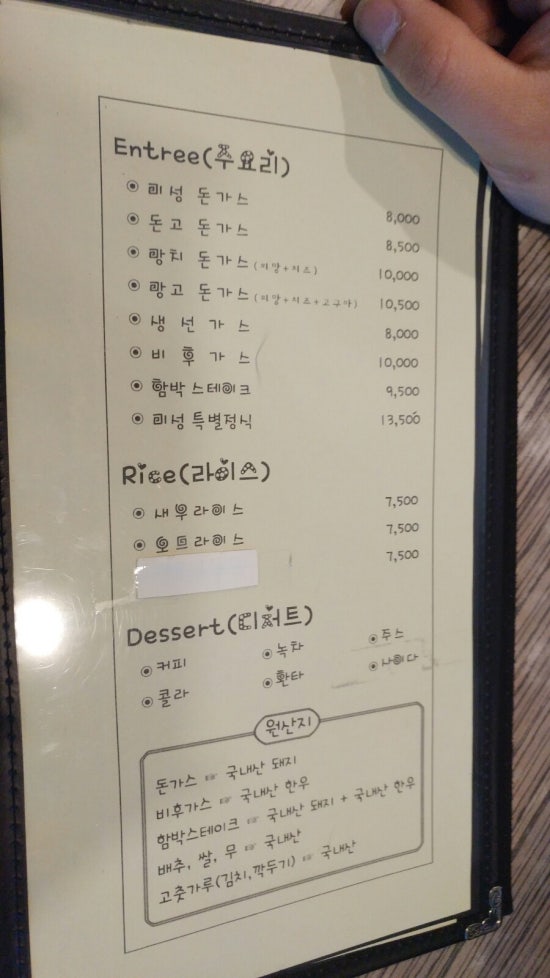 Entree(주요리)
미성 돈가스 8,000
돈고 돈가스 8,500
망치 돈가스 (피망+치즈) 10,000
망고 돈가스 (피망+치즈+고구마) 10,500
생선가스 8,000
비후가스 10,000
함박스테이크 9,500
미성특별정식 13,500
Rice(라이스)
새우라이스 7,500
오므라이스 7,500
7,500
Dessert(디저트)
커피 녹차 주스
콜라 환타 사이다
원산지
돈가스 ☞ 국내산 돼지
비후가스 ☞ 국내산 한우
함박스테이크 ☞ 국내산 돼지 + 국내산 한우
배추, 쌀, 무 ☞ 국내산
고춧가루(김치,깍두기) ☞ 국내산